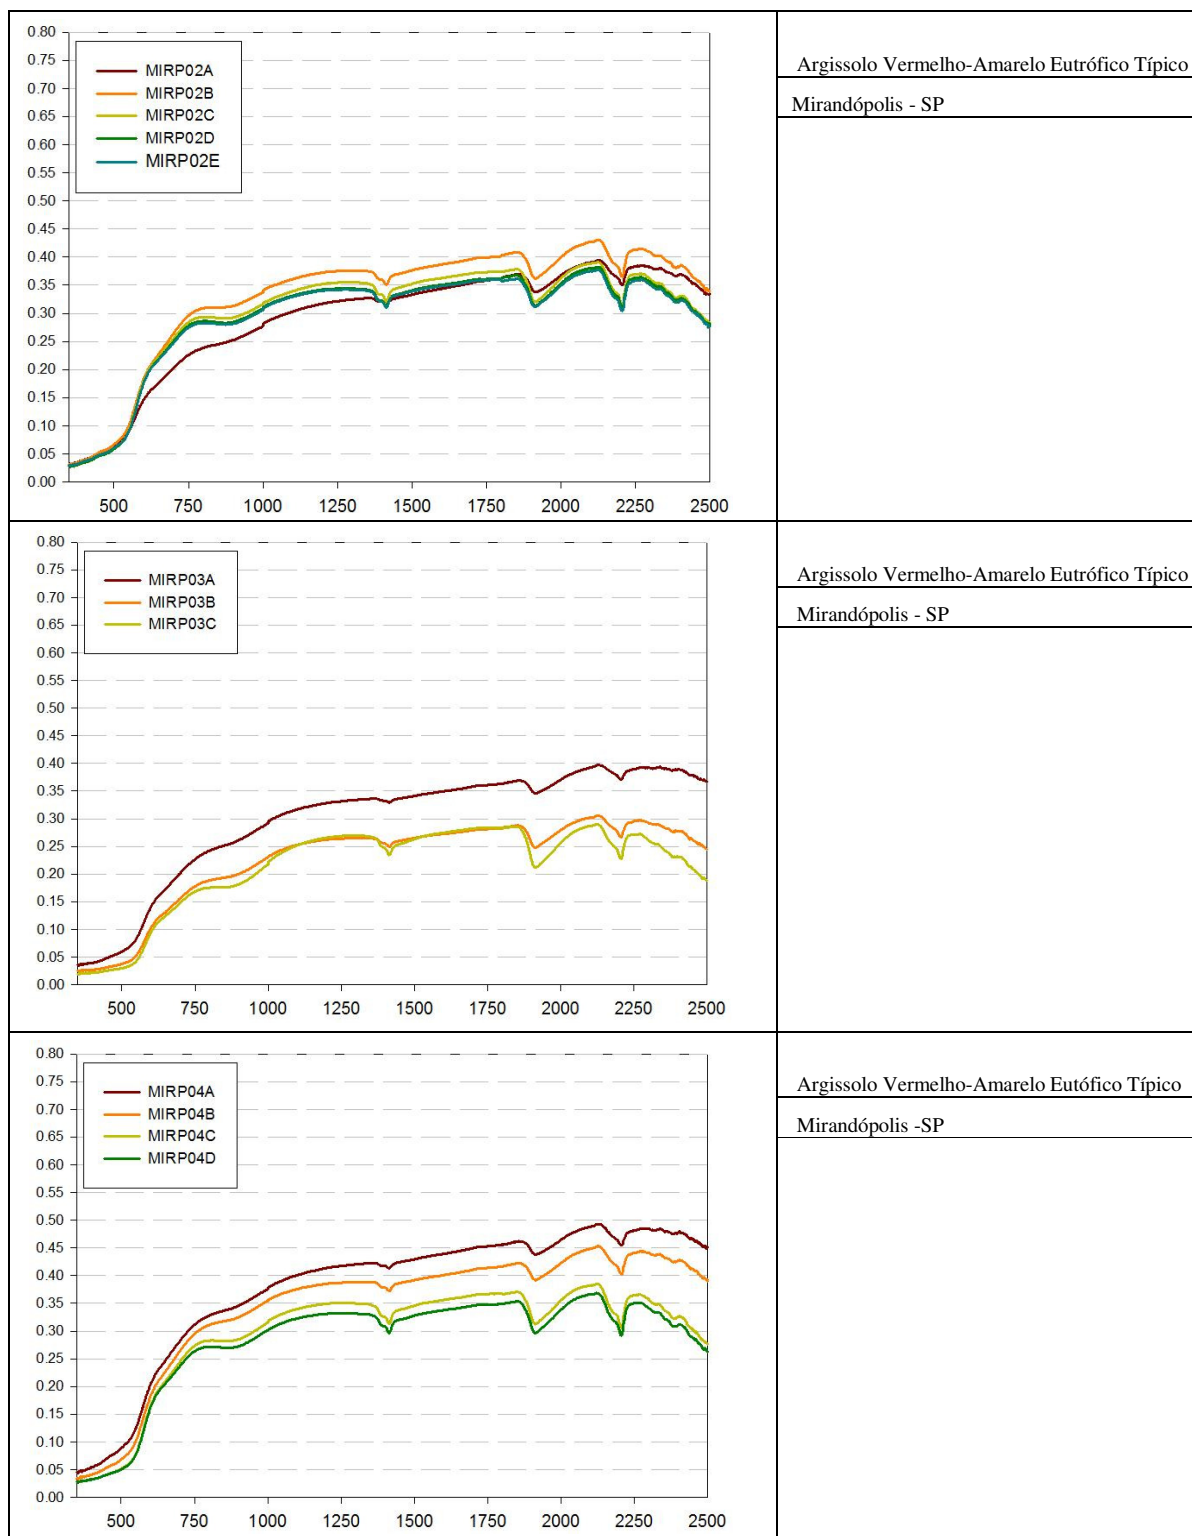 0.80
0.75
0.70
0.65
0.60
0.55
0.50
0.45
0.40
0.35
0.30
0.25
0.20
0.15
0.10
0.05
0.00
MIRP02A
MIRP02B
MIRP02C
MIRP02D
MIRP02E
500 750 1000 1250 1500 1750 2000 2250 2500
Argissolo Vermelho-Amarelo Eutrófico Típico
Mirandópolis - SP
0.80
0.75
0.70
0.65
0.60
0.55
0.50
0.45
0.40
0.35
0.30
0.25
0.20
0.15
0.10
0.05
0.00
MIRP03A
MIRP03B
MIRP03C
500 750 1000 1250 1500 1750 2000 2250 2500
Argissolo Vermelho-Amarelo Eutrófico Típico
Mirandópolis - SP
0.80
0.75
0.70
0.65
0.60
0.55
0.50
0.45
0.40
0.35
0.30
0.25
0.20
0.15
0.10
0.05
0.00
MIRP04A
MIRP04B
MIRP04C
MIRP04D
500 750 1000 1250 1500 1750 2000 2250 2500
Argissolo Vermelho-Amarelo Eutófico Típico
Mirandópolis -SP